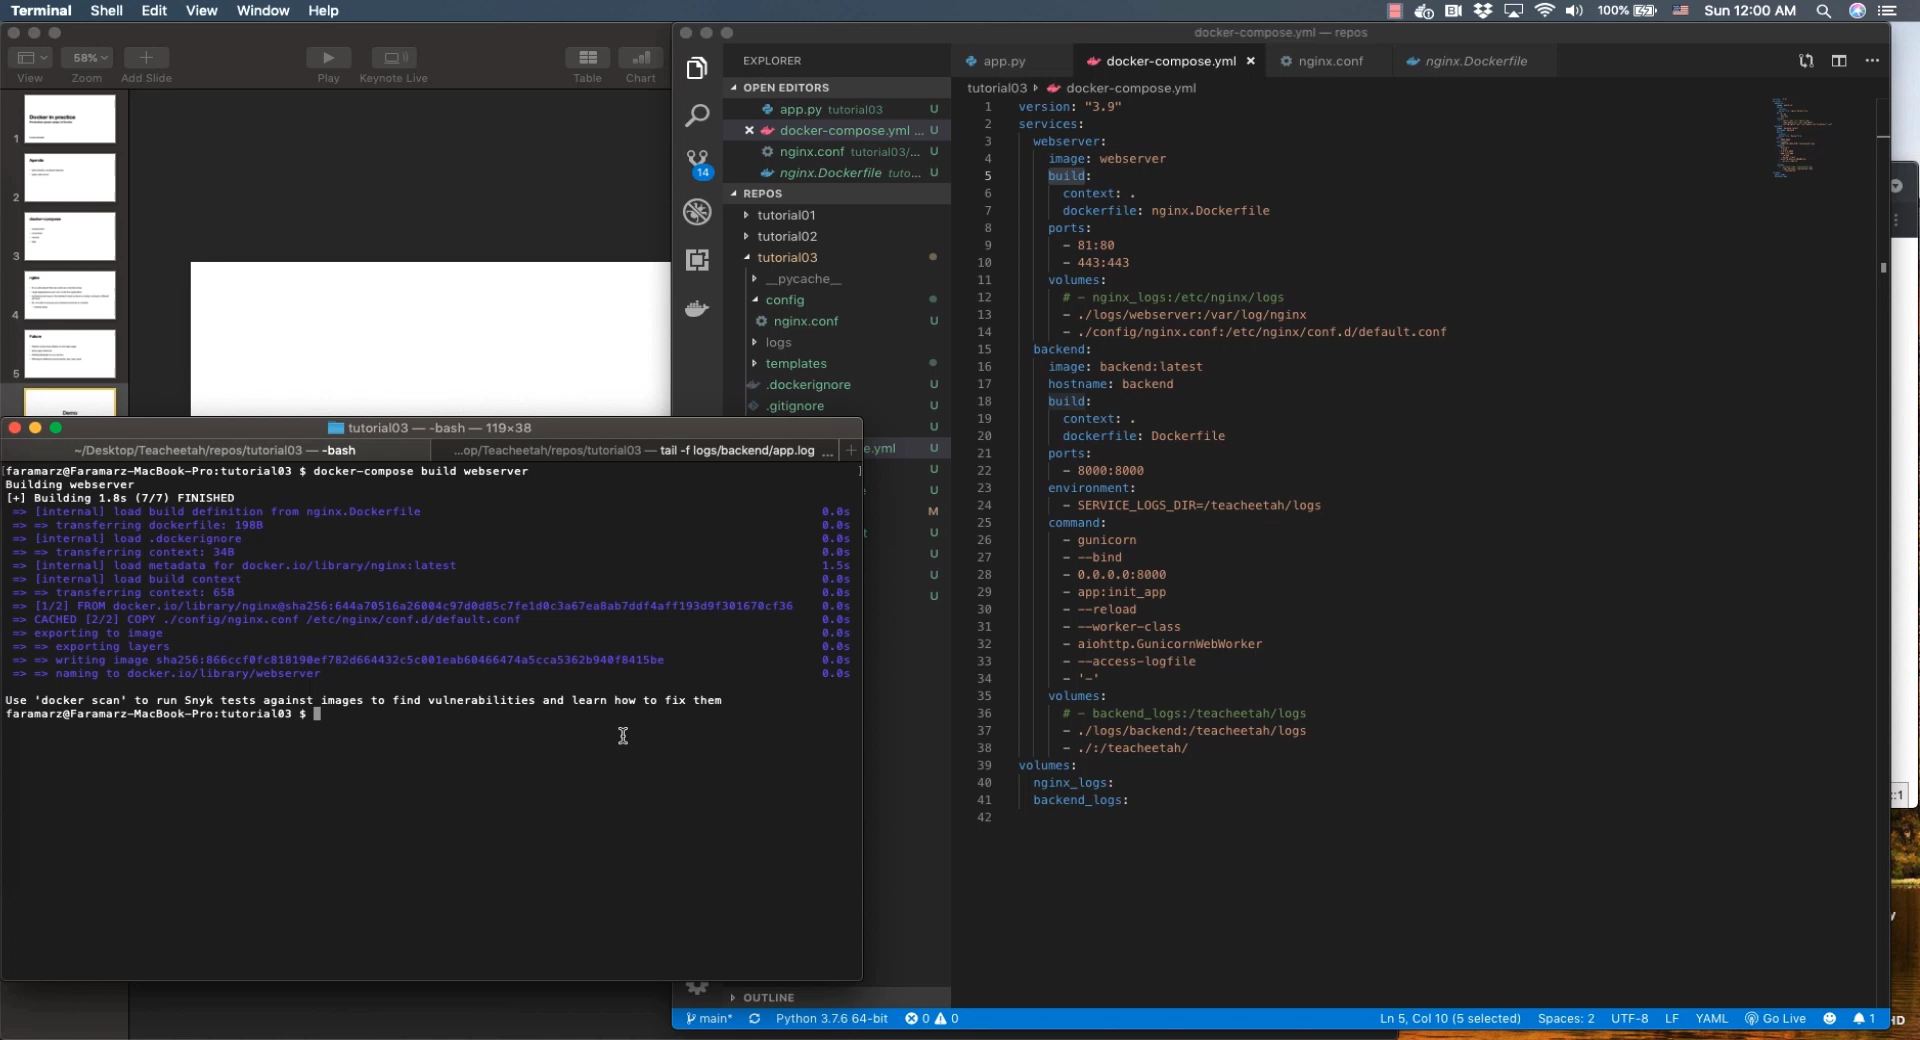 Terminal Shell Edit View Window Help
100% Sun 12:00 AM
58%
View Zoom Add Slide Play Keynote Live Table Chart
1 Docker in practice
2 Agenda
3 docker-compose
4 nginx
5 Failure
Demo
docker-compose.yml — repos
EXPLORER
OPEN EDITORS
app.py tutorial03 U
docker-compose.yml ... U
nginx.conf tutorial03/... U
nginx.Dockerfile tuto... U
14
REPOS
tutorial01
tutorial02
tutorial03
__pycache__
config
nginx.conf U
logs
templates
.dockerignore U
.gitignore U
U
e.yml U
U
U
M
U
U
U
U
OUTLINE
app.py docker-compose.yml nginx.conf nginx.Dockerfile
tutorial03 docker-compose.yml
1 version: "3.9"
2 services:
3 webserver:
4 image: webserver
5 build:
6 context: .
7 dockerfile: nginx.Dockerfile
8 ports:
9 - 81:80
10 - 443:443
11 volumes:
12 # - nginx_logs:/etc/nginx/logs
13 - ./logs/webserver:/var/log/nginx
14 - ./config/nginx.conf:/etc/nginx/conf.d/default.conf
15 backend:
16 image: backend:latest
17 hostname: backend
18 build:
19 context: .
20 dockerfile: Dockerfile
21 ports:
22 - 8000:8000
23 environment:
24 - SERVICE_LOGS_DIR=/teacheetah/logs
25 command:
26 - gunicorn
27 - --bind
28 - 0.0.0.0:8000
29 - app:init_app
30 - --reload
31 - --worker-class
32 - aiohttp.GunicornWebWorker
33 - --access-logfile
34 - '-'
35 volumes:
36 # - backend_logs:/teacheetah/logs
37 - ./logs/backend:/teacheetah/logs
38 - ./:/teacheetah/
39 volumes:
40 nginx_logs:
41 backend_logs:
42
tutorial03 — -bash — 119×38
~/Desktop/Teacheetah/repos/tutorial03 — -bash ...op/Teacheetah/repos/tutorial03 — tail -f logs/backend/app.log ... +
[faramarz@Faramarz-MacBook-Pro:tutorial03 $ docker-compose build webserver ]
Building webserver
[+] Building 1.8s (7/7) FINISHED
=> [internal] load build definition from nginx.Dockerfile 0.0s
=> => transferring dockerfile: 198B 0.0s
=> [internal] load .dockerignore 0.0s
=> => transferring context: 34B 0.0s
=> [internal] load metadata for docker.io/library/nginx:latest 1.5s
=> [internal] load build context 0.0s
=> => transferring context: 65B 0.0s
=> [1/2] FROM docker.io/library/nginx@sha256:644a70516a26004c97d0d85c7fe1d0c3a67ea8ab7ddf4aff193d9f301670cf36 0.0s
=> CACHED [2/2] COPY ./config/nginx.conf /etc/nginx/conf.d/default.conf 0.0s
=> exporting to image 0.0s
=> => exporting layers 0.0s
=> => writing image sha256:866ccf0fc818190ef782d664432c5c001eab60466474a5cca5362b940f8415be 0.0s
=> => naming to docker.io/library/webserver 0.0s
Use 'docker scan' to run Snyk tests against images to find vulnerabilities and learn how to fix them
faramarz@Faramarz-MacBook-Pro:tutorial03 $
main* Python 3.7.6 64-bit 0 0 Ln 5, Col 10 (5 selected) Spaces: 2 UTF-8 LF YAML Go Live 1